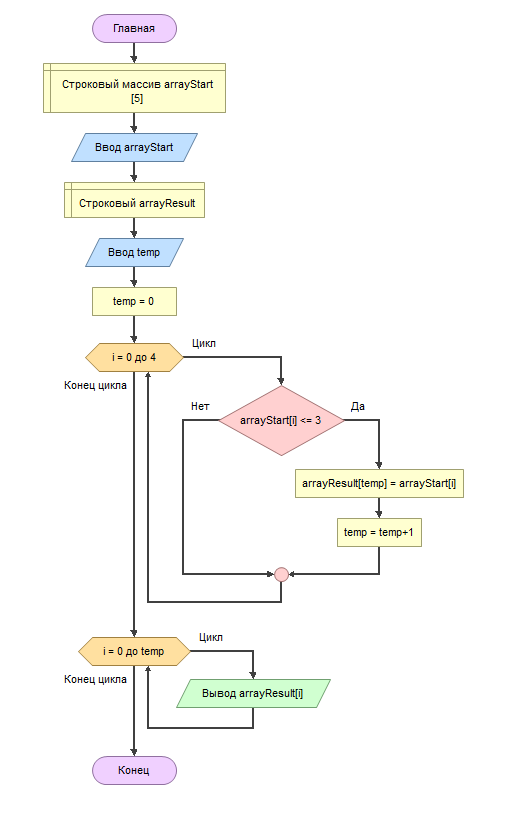 Главная
Строковый массив arrayStart
[5]
Ввод arrayStart
Строковый arrayResult
Ввод temp
temp = 0
i = 0 до 4
Цикл
Конец цикла
Нет
arrayStart[i] <= 3
Да
arrayResult[temp] = arrayStart[i]
temp = temp+1
i = 0 до temp
Цикл
Конец цикла
Вывод arrayResult[i]
Конец